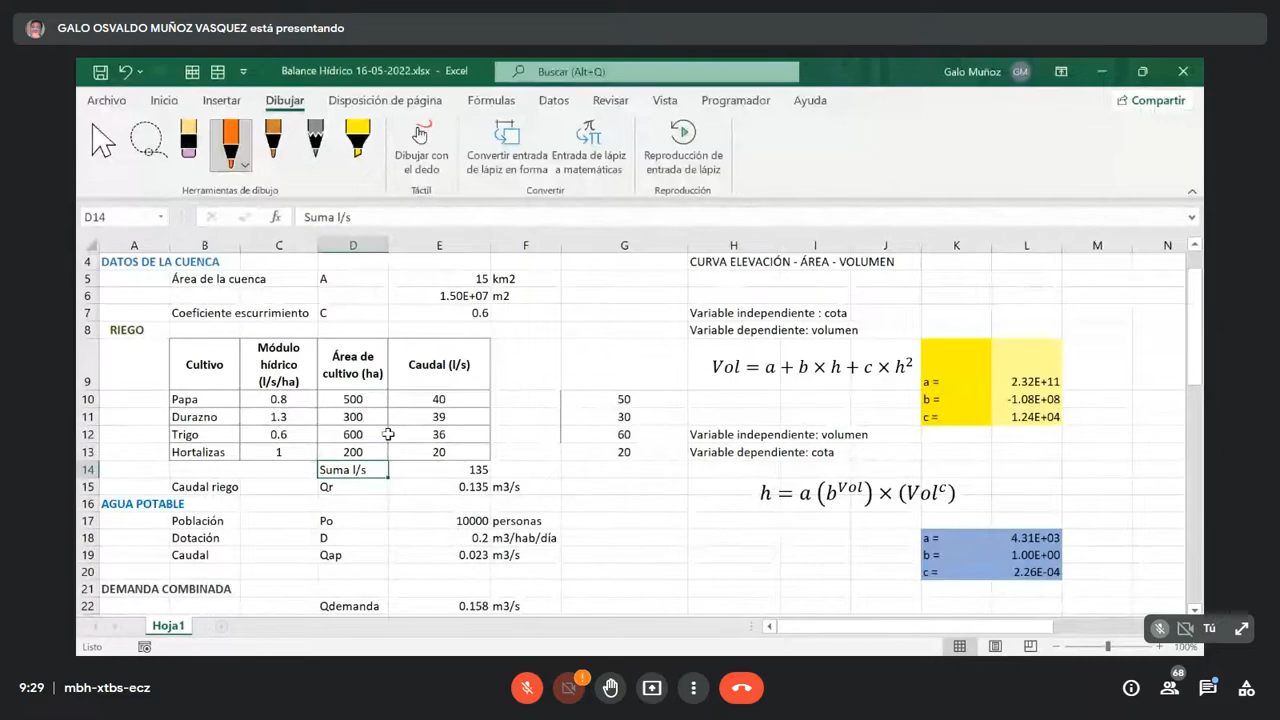 GALO OSVALDO MUÑOZ VASQUEZ está presentando
Balance Hídrico 16-05-2022.xlsx - Excel
Buscar (Alt+Q)
Galo Muñoz GM
Archivo Inicio Insertar Dibujar Disposición de página Fórmulas Datos Revisar Vista Programador Ayuda Compartir
Dibujar con el dedo
Convertir entrada de lápiz en forma
Entrada de lápiz a matemáticas
Reproducción de entrada de lápiz
Herramientas de dibujo Táctil Convertir Reproducción
D14 fx Suma l/s
A B C D E F G H I J K L M N
4 DATOS DE LA CUENCA CURVA ELEVACIÓN - ÁREA - VOLUMEN
5 Área de la cuenca A 15 km2
6 1.50E+07 m2
7 Coeficiente escurrimiento C 0.6 Variable independiente : cota
8 RIEGO Variable dependiente: volumen
9 Cultivo Módulo hídrico (l/s/ha) Área de cultivo (ha) Caudal (l/s) Vol = a + b × h + c × h² a = 2.32E+11
10 Papa 0.8 500 40 50 b = -1.08E+08
11 Durazno 1.3 300 39 30 c = 1.24E+04
12 Trigo 0.6 600 36 60 Variable independiente: volumen
13 Hortalizas 1 200 20 20 Variable dependiente: cota
14 Suma l/s 135
15 Caudal riego Qr 0.135 m3/s h = a (b^Vol) × (Vol^c)
16 AGUA POTABLE
17 Población Po 10000 personas
18 Dotación D 0.2 m3/hab/día a = 4.31E+03
19 Caudal Qap 0.023 m3/s b = 1.00E+00
20 c = 2.26E-04
21 DEMANDA COMBINADA
22 Qdemanda 0.158 m3/s
Hoja1
Tú
Listo 100%
9:29 mbh-xtbs-ecz
68